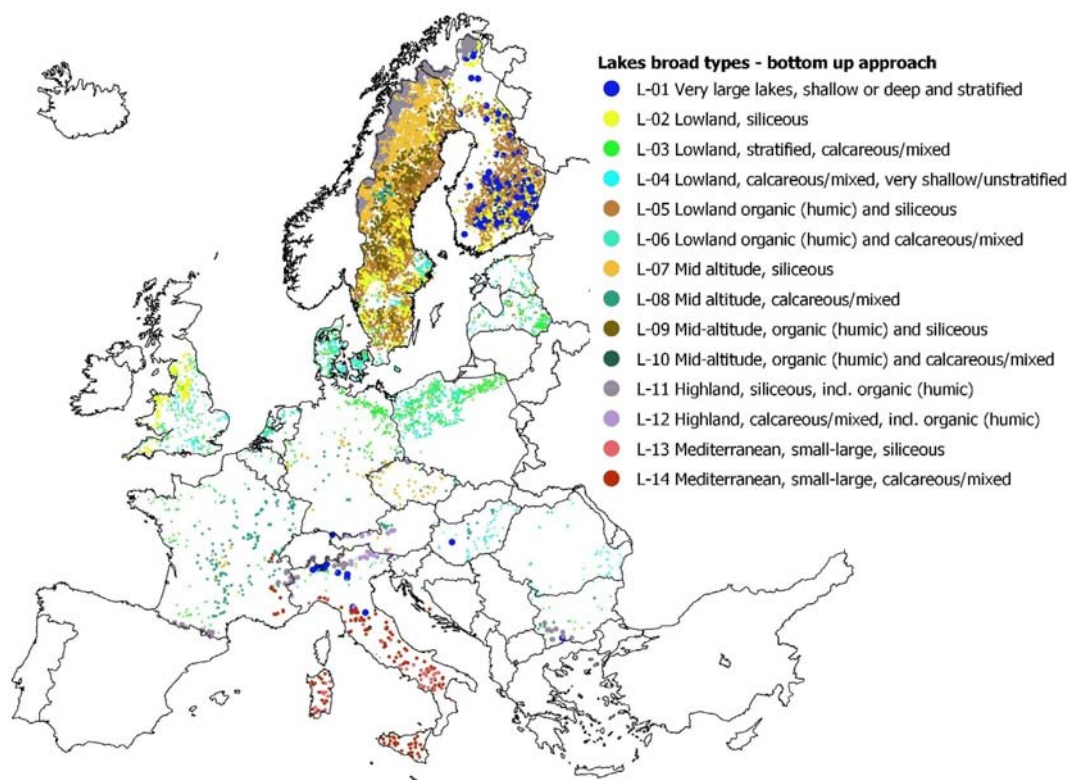 Lakes broad types - bottom up approach
L-01 Very large lakes, shallow or deep and stratified
L-02 Lowland, siliceous
L-03 Lowland, stratified, calcareous/mixed
L-04 Lowland, calcareous/mixed, very shallow/unstratified
L-05 Lowland organic (humic) and siliceous
L-06 Lowland organic (humic) and calcareous/mixed
L-07 Mid altitude, siliceous
L-08 Mid altitude, calcareous/mixed
L-09 Mid-altitude, organic (humic) and siliceous
L-10 Mid-altitude, organic (humic) and calcareous/mixed
L-11 Highland, siliceous, incl. organic (humic)
L-12 Highland, calcareous/mixed, incl. organic (humic)
L-13 Mediterranean, small-large, siliceous
L-14 Mediterranean, small-large, calcareous/mixed